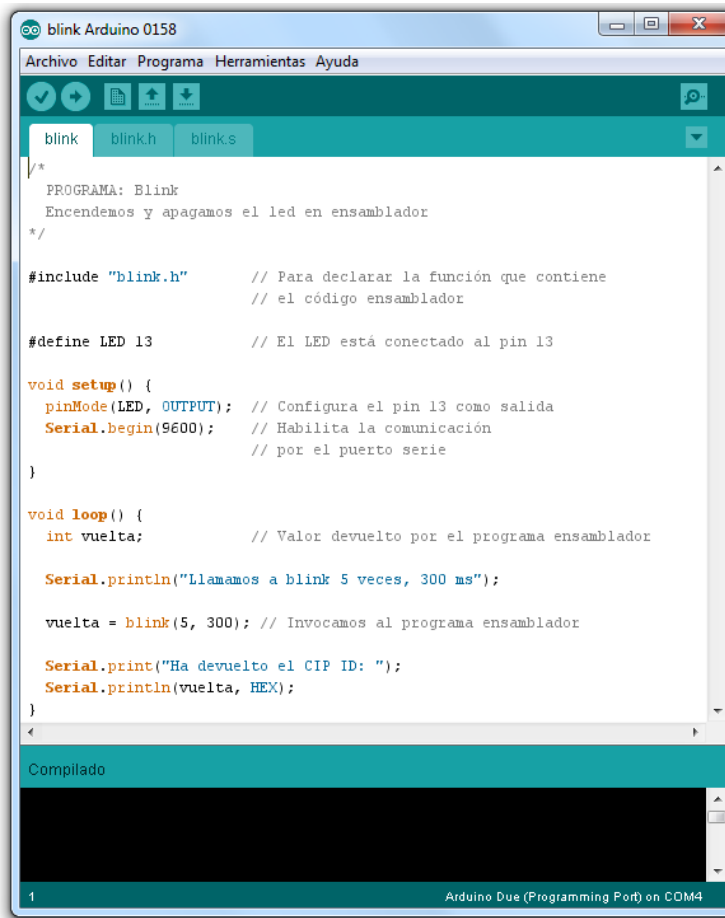 blink Arduino 0158
Archivo Editar Programa Herramientas Ayuda
blink blink.h blink.s
/*
PROGRAMA: Blink
Encendemos y apagamos el led en ensamblador
*/
#include "blink.h" // Para declarar la función que contiene
// el código ensamblador
#define LED 13 // El LED está conectado al pin 13
void setup() {
pinMode(LED, OUTPUT); // Configura el pin 13 como salida
Serial.begin(9600); // Habilita la comunicación
// por el puerto serie
}
void loop() {
int vuelta; // Valor devuelto por el programa ensamblador
Serial.println("Llamamos a blink 5 veces, 300 ms");
vuelta = blink(5, 300); // Invocamos al programa ensamblador
Serial.print("Ha devuelto el CIP ID: ");
Serial.println(vuelta, HEX);
}
Compilado
1 Arduino Due (Programming Port) on COM4